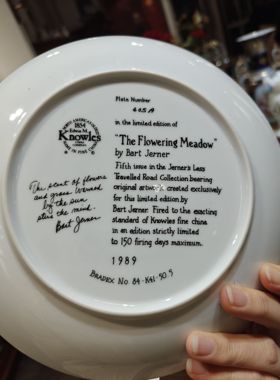 Plate Number
605A
in the limited edition of
"The Flowering Meadow"
by Bart Jerner
Fifth issue in the Jerner's Less
Travelled Road Collection bearing
original artwork created exclusively
for this limited edition by
Bart Jerner. Fired to the exacting
standard of Knowles fine china
in an edition strictly limited
to 150 firing days maximum.
1989
BRADEX No 84-K41-50.5
1854
Edwin M.
Knowles
The scent of flowers
and grass warmed
by the sun
stirs the mind.
Bart Jerner